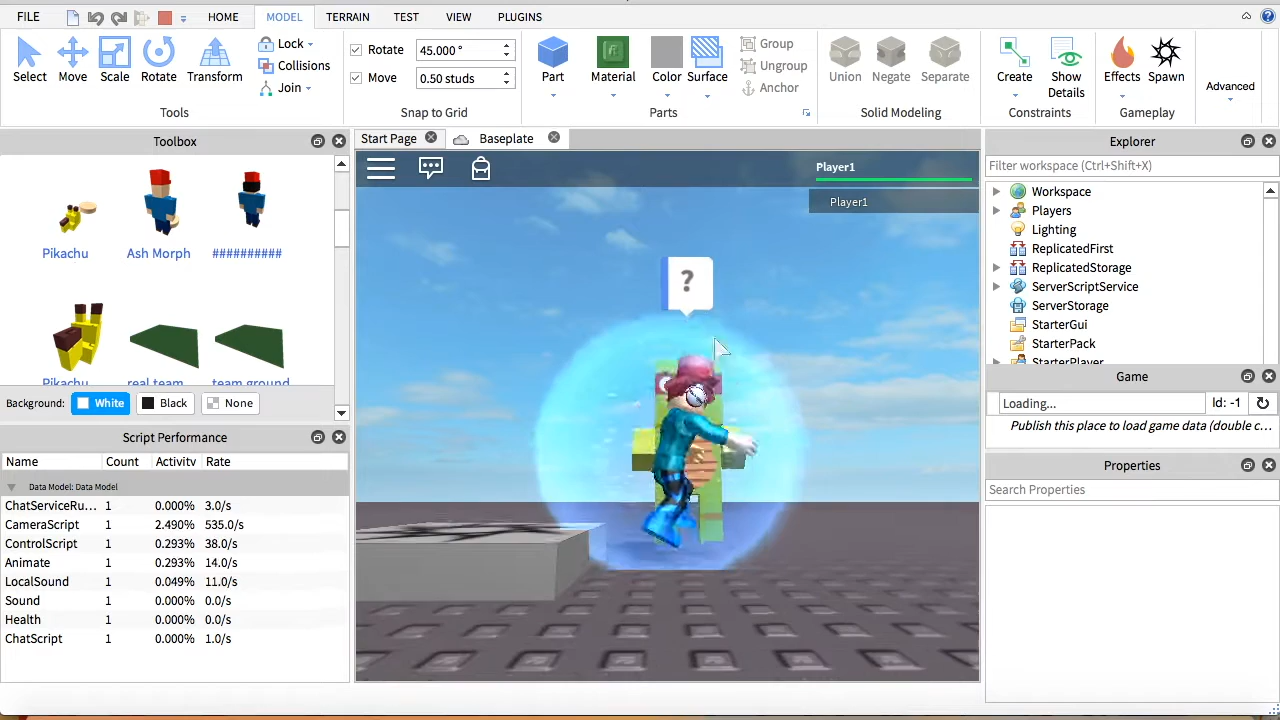 FILE HOME MODEL TERRAIN TEST VIEW PLUGINS
Select Move Scale Rotate Transform
Lock
Collisions
Join
Tools
Rotate 45.000 °
Move 0.50 studs
Snap to Grid
Part Material Color Surface
Group
Ungroup
Anchor
Parts
Union Negate Separate
Solid Modeling
Create Show Details
Constraints
Effects Spawn
Gameplay
Advanced
Toolbox
Pikachu Ash Morph ##########
Pikachu real team team ground
Background: White Black None
Script Performance
Name Count Activity Rate
Data Model: Data Model
ChatServiceRu... 1 0.000% 3.0/s
CameraScript 1 2.490% 535.0/s
ControlScript 1 0.293% 38.0/s
Animate 1 0.293% 14.0/s
LocalSound 1 0.049% 11.0/s
Sound 1 0.000% 0.0/s
Health 1 0.000% 0.0/s
ChatScript 1 0.000% 1.0/s
Start Page Baseplate
Player1
Player1
?
Explorer
Filter workspace (Ctrl+Shift+X)
Workspace
Players
Lighting
ReplicatedFirst
ReplicatedStorage
ServerScriptService
ServerStorage
StarterGui
StarterPack
StarterPlayer
Game
Loading... Id: -1
Publish this place to load game data (double c...
Properties
Search Properties